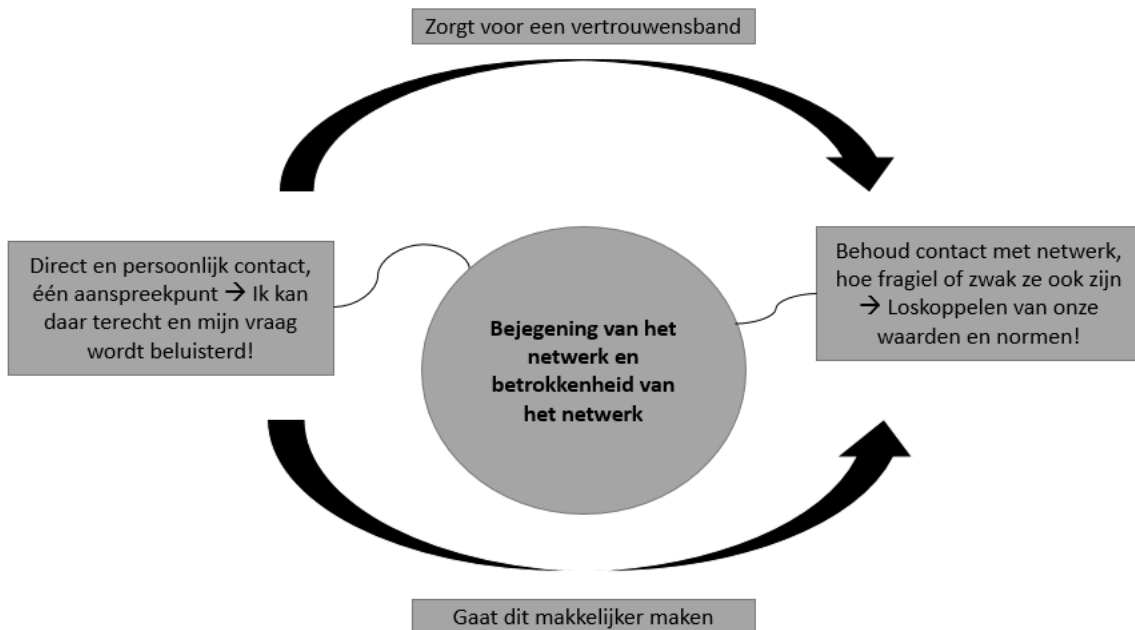 Zorgt voor een vertrouwensband
Direct en persoonlijk contact,
één aanspreekpunt → Ik kan
daar terecht en mijn vraag
wordt beluisterd!
Bejegening van het
netwerk en
betrokkenheid van
het netwerk
Behoud contact met netwerk,
hoe fragiel of zwak ze ook zijn
→ Loskoppelen van onze
waarden en normen!
Gaat dit makkelijker maken